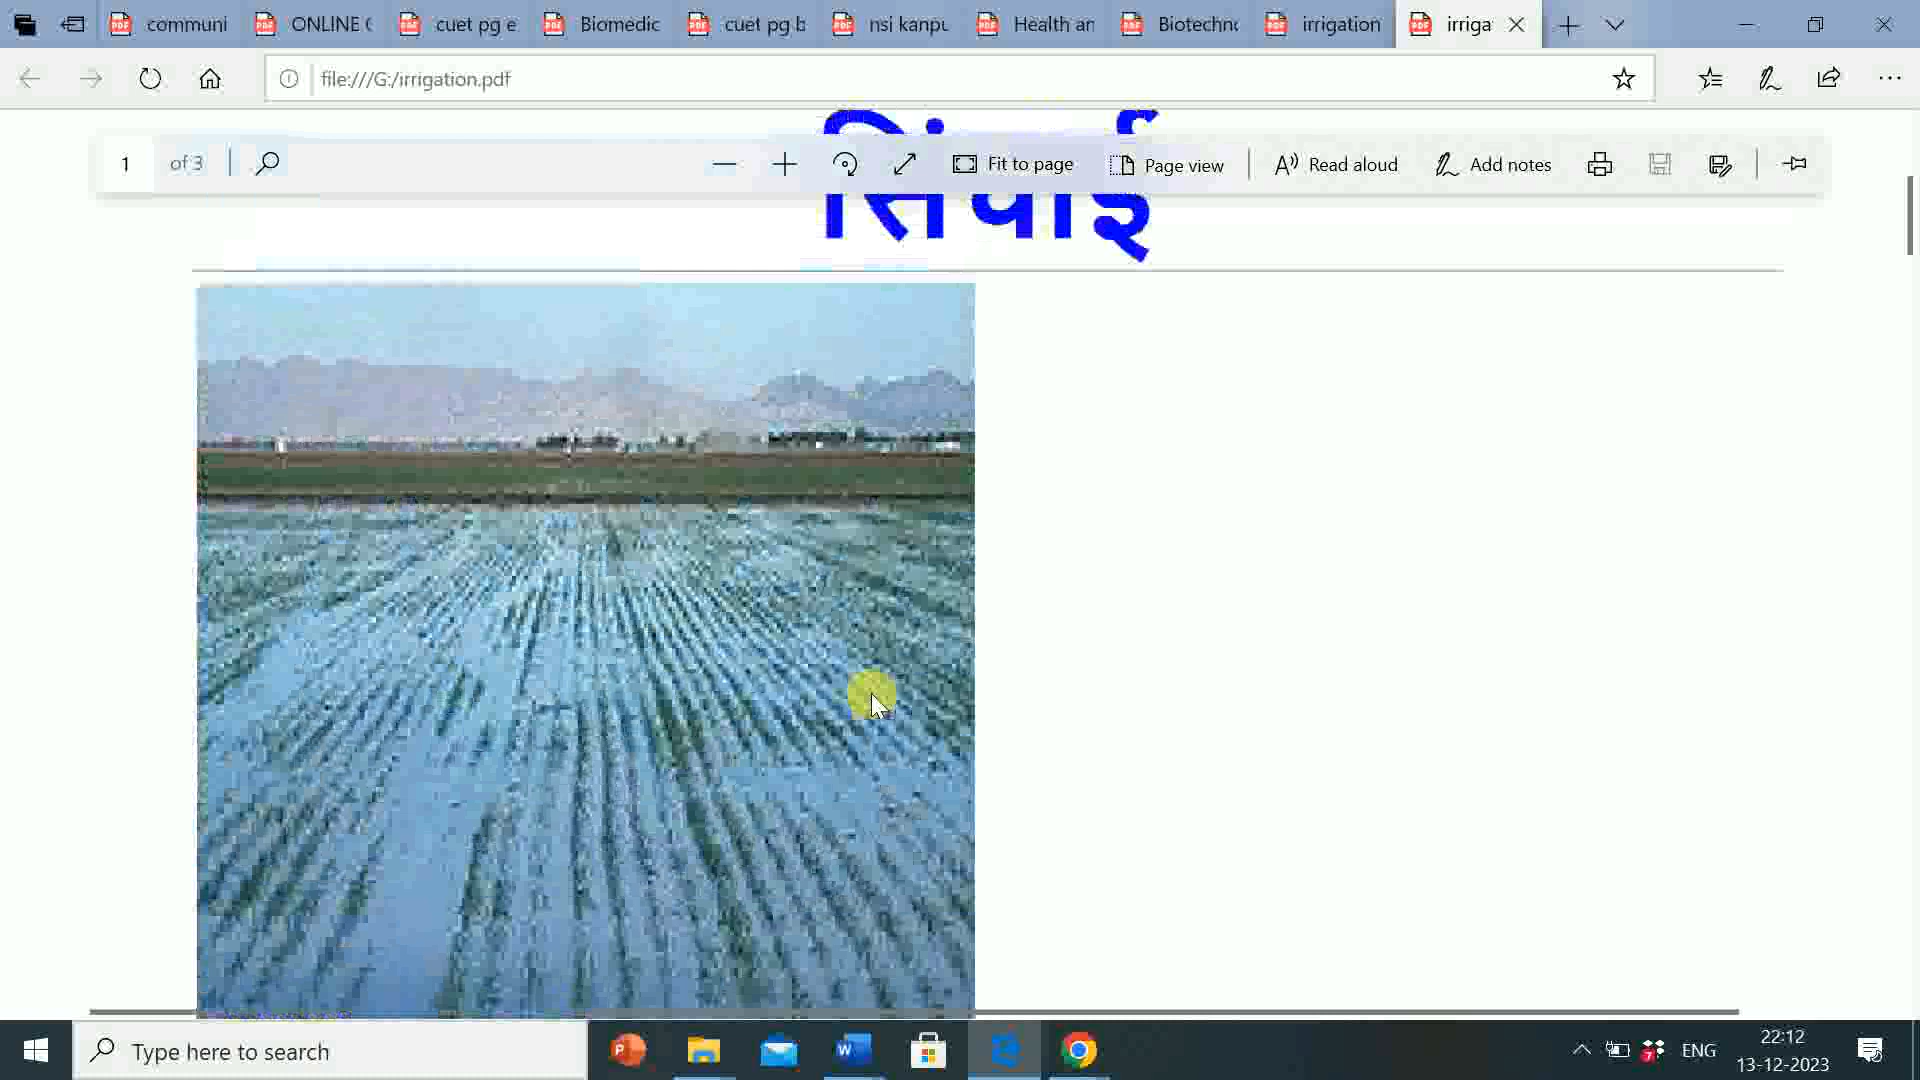 communi
ONLINE
cuet pg e
Biomedic
cuet pg b
nsi kanpu
Health an
Biotechn
irrigation
irriga
file:///G:/irrigation.pdf
1 of 3
Fit to page
Page view
Read aloud
Add notes
सिंचाई
Type here to search
ENG
22:12
13-12-2023